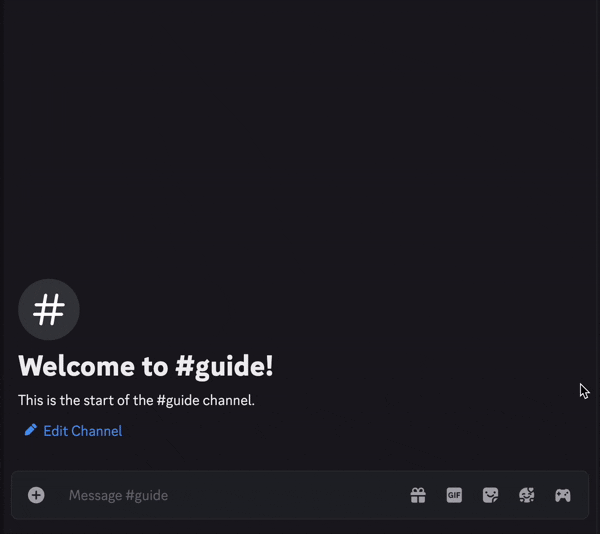 #
Welcome to #guide!
This is the start of the #guide channel.
Edit Channel
Message #guide
GIF